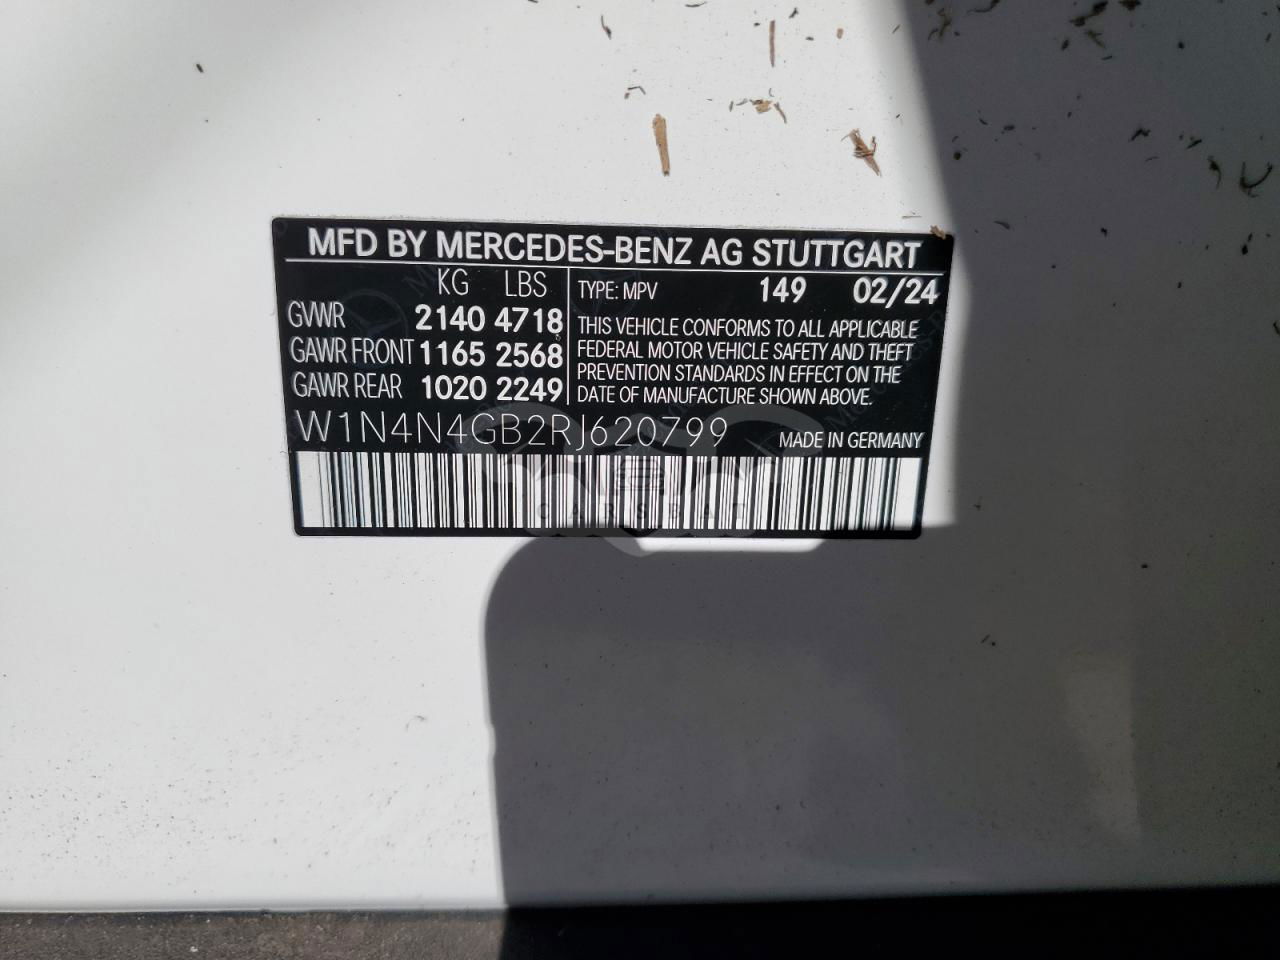 MFD BY MERCEDES-BENZ AG STUTTGART
KG LBS
GVWR 2140 4718
GAWR FRONT 1165 2568
GAWR REAR 1020 2249
TYPE: MPV 149 02/24
THIS VEHICLE CONFORMS TO ALL APPLICABLE
FEDERAL MOTOR VEHICLE SAFETY AND THEFT
PREVENTION STANDARDS IN EFFECT ON THE
DATE OF MANUFACTURE SHOWN ABOVE.
W1N4N4GB2RJ620799 MADE IN GERMANY
CARSBAT